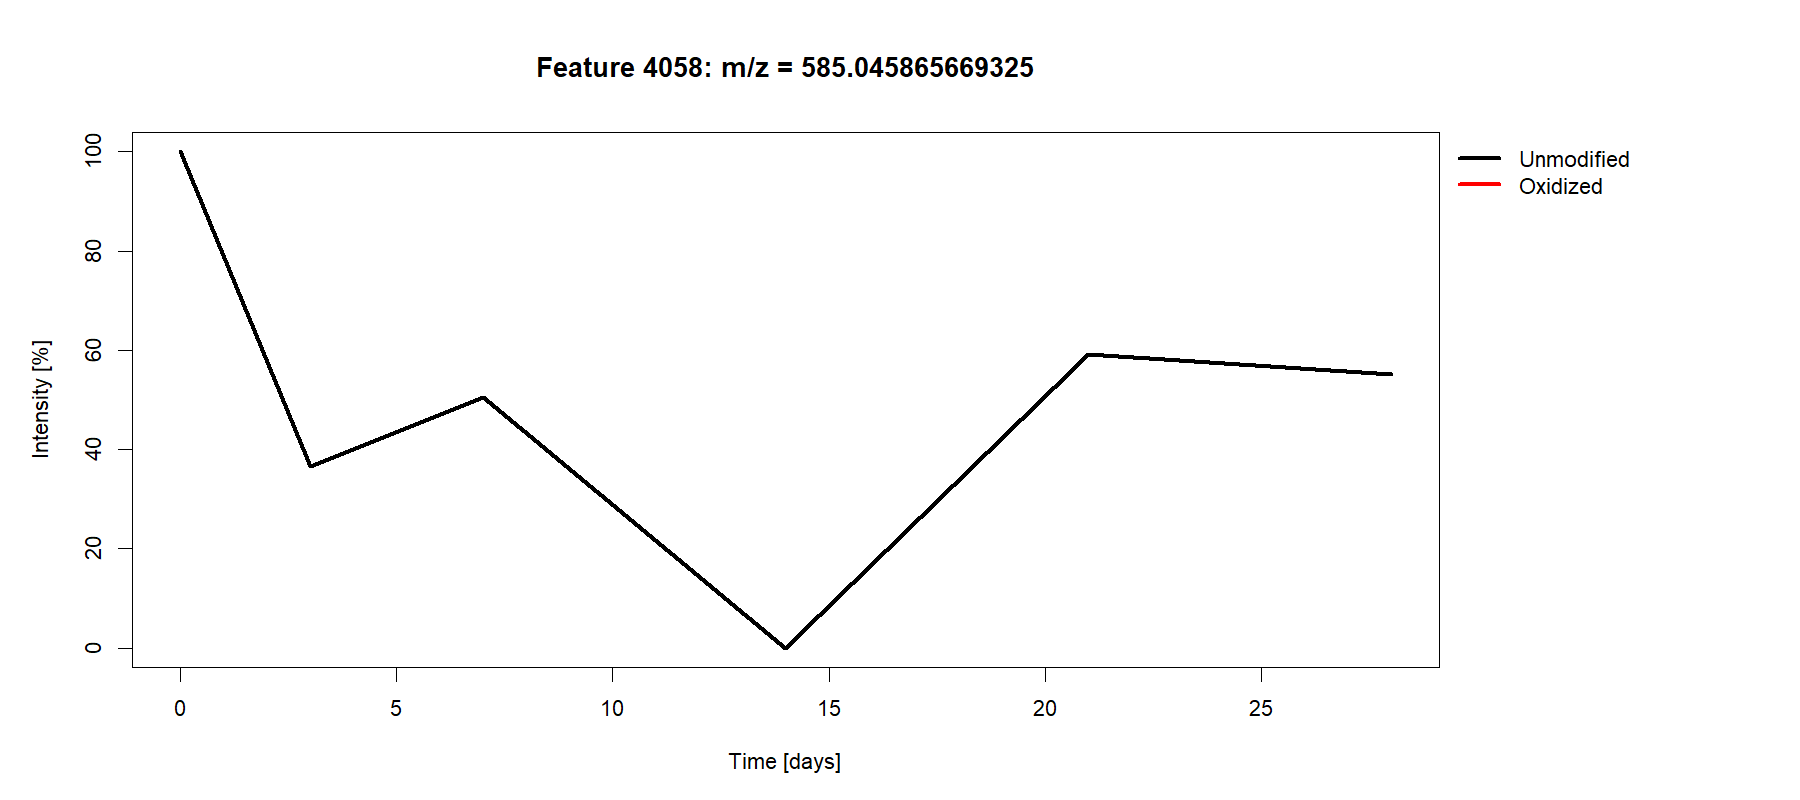 Feature 4058: m/z = 585.045865669325
Unmodified
Oxidized
Intensity [%]
100
80
60
40
20
0
0 5 10 15 20 25
Time [days]